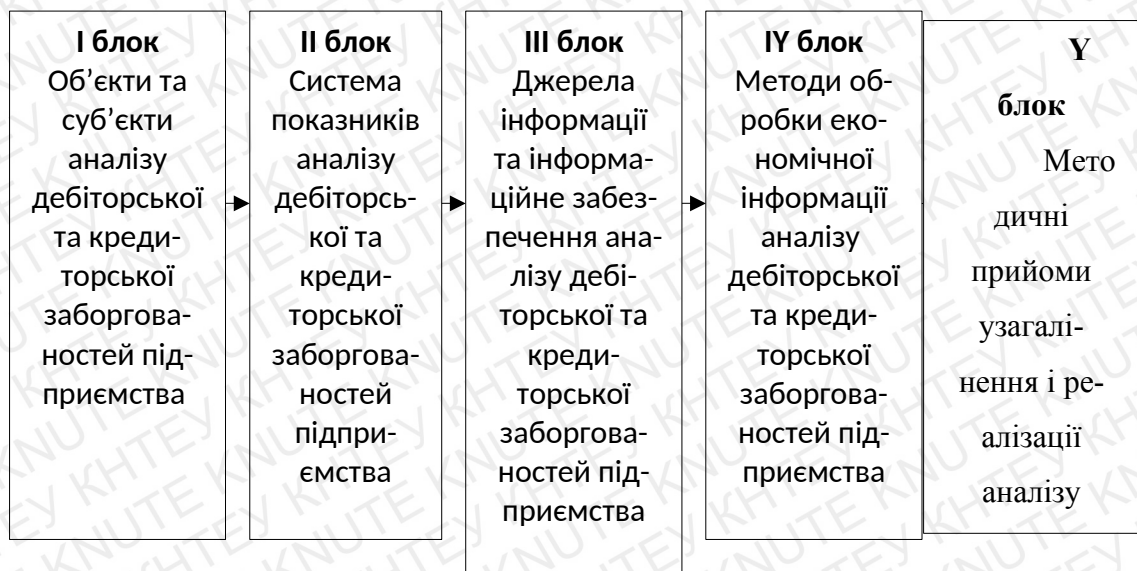 I блок
Об’єкти та
суб’єкти
аналізу
дебіторської
та креди-
торської
заборгова-
ностей під-
приємства
II блок
Система
показників
аналізу
дебіторсь-
кої та
креди-
торської
заборгова-
ностей
підпри-
ємства
III блок
Джерела
інформації
та інформа-
ційне забез-
печення ана-
лізу дебі-
торської та
креди-
торської
заборгова-
ностей під-
приємства
IY блок
Методи об-
робки еко-
номічної
інформації
аналізу
дебіторської
та креди-
торської
заборгова-
ностей під-
приємства
Y
блок
Мето
дичні
прийоми
узагалі-
нення і ре-
алізації
аналізу